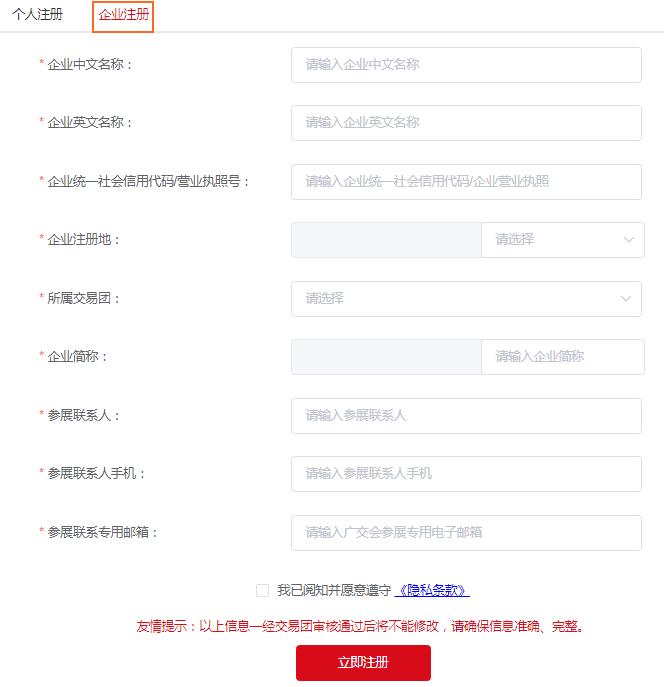 个人注册 企业注册
* 企业中文名称： 请输入企业中文名称
* 企业英文名称： 请输入企业英文名称
* 企业统一社会信用代码/营业执照号： 请输入企业统一社会信用代码/企业营业执照
* 企业注册地： 请选择
* 所属交易团： 请选择
* 企业简称： 请输入企业简称
* 参展联系人： 请输入参展联系人
* 参展联系人手机： 请输入参展联系人手机
* 参展联系专用邮箱： 请输入广交会参展专用电子邮箱
我已阅知并愿意遵守 《隐私条款》
友情提示：以上信息一经交易团审核通过后将不能修改，请确保信息准确、完整。
立即注册